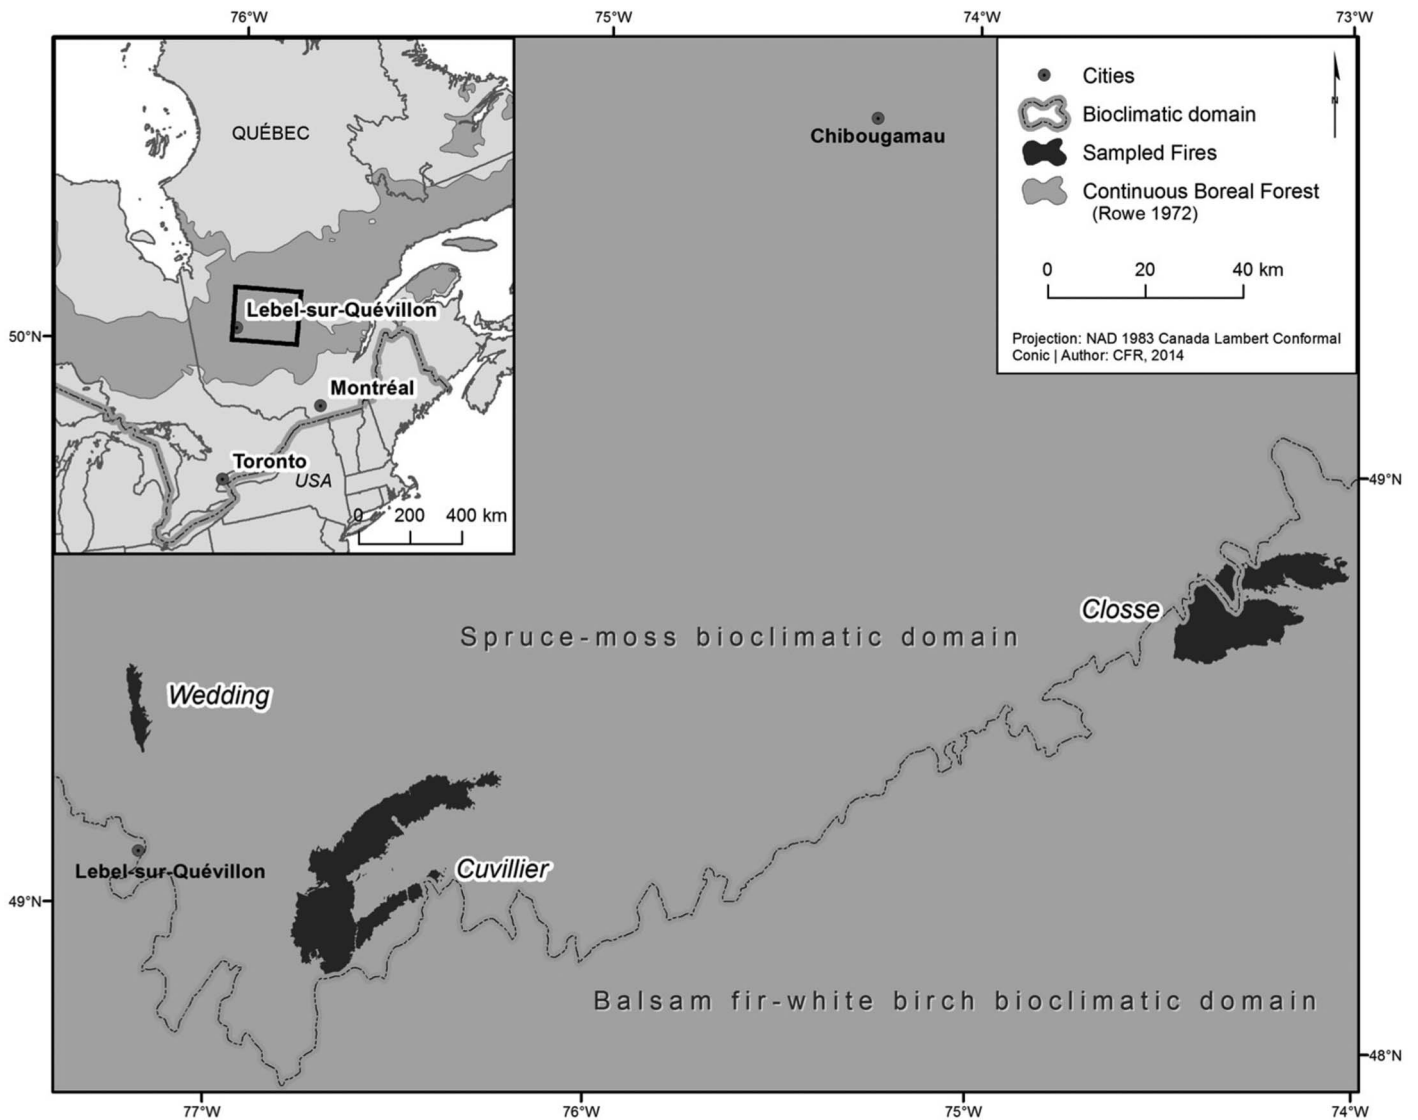 76°W
75°W
74°W
73°W
QUÉBEC
Lebel-sur-Quévillon
Montréal
Toronto
USA
0 200 400 km
Chibougamau
Cities
Bioclimatic domain
Sampled Fires
Continuous Boreal Forest
(Rowe 1972)
N
0 20 40 km
Projection: NAD 1983 Canada Lambert Conformal
Conic | Author: CFR, 2014
50°N
49°N
Closse
Spruce-moss bioclimatic domain
Wedding
Cuvillier
Lebel-sur-Quévillon
49°N
Balsam fir-white birch bioclimatic domain
48°N
77°W
76°W
75°W
74°W